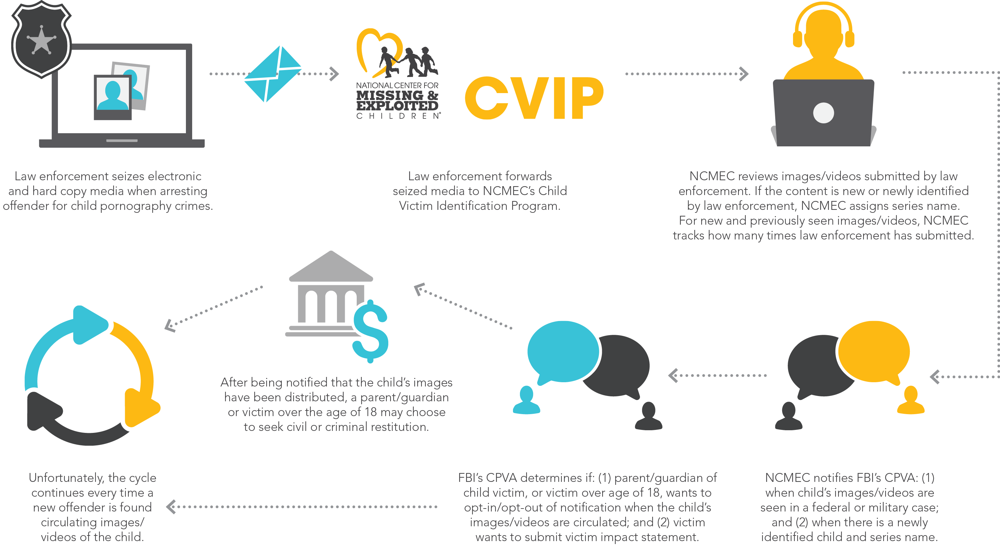 NATIONAL CENTER FOR
MISSING &
EXPLOITED
CHILDREN®
CVIP
Law enforcement seizes electronic
and hard copy media when arresting
offender for child pornography crimes.
Law enforcement forwards
seized media to NCMEC’s Child
Victim Identification Program.
NCMEC reviews images/videos submitted by law
enforcement. If the content is new or newly identified
by law enforcement, NCMEC assigns series name.
For new and previously seen images/videos, NCMEC
tracks how many times law enforcement has submitted.
NCMEC notifies FBI’s CPVA: (1)
when child’s images/videos are
seen in a federal or military case;
and (2) when there is a newly
identified child and series name.
FBI’s CPVA determines if: (1) parent/guardian of
child victim, or victim over age of 18, wants to
opt-in/opt-out of notification when the child’s
images/videos are circulated; and (2) victim
wants to submit victim impact statement.
After being notified that the child’s images
have been distributed, a parent/guardian
or victim over the age of 18 may choose
to seek civil or criminal restitution.
Unfortunately, the cycle
continues every time a
new offender is found
circulating images/
videos of the child.